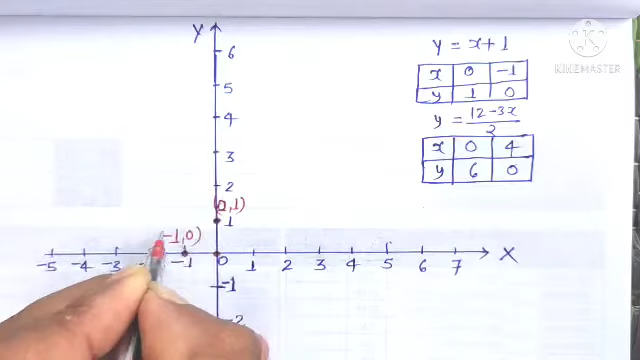 Y
y = x+1
x 0 -1
y 1 0
y = 12-3x
2
x 0 4
y 6 0
KINEMASTER
6
5
4
3
2
(0,1)
1
-1,0)
-5 -4 -3 -1 0 1 2 3 4 5 6 7 X
-1
-2